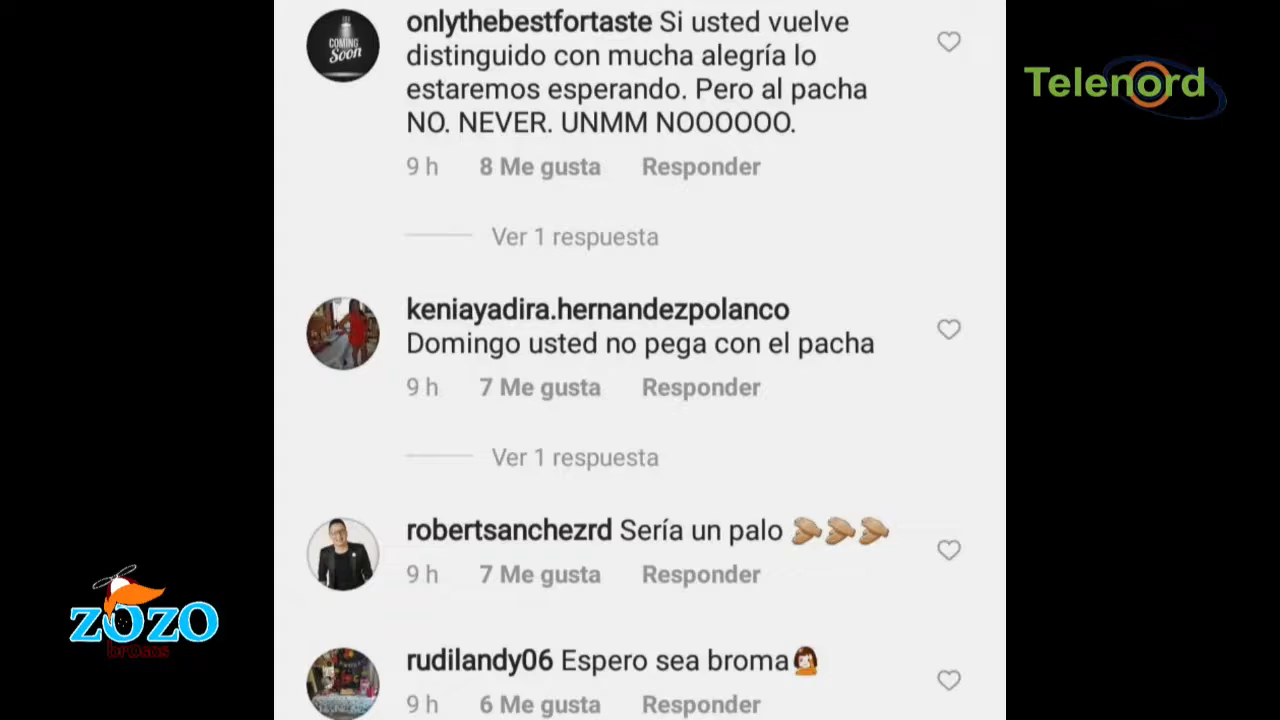 COMING
Soon
onlythebestfortaste Si usted vuelve
distinguido con mucha alegría lo
estaremos esperando. Pero al pacha
NO. NEVER. UNMM NOOOOOO.
9 h 8 Me gusta Responder
Ver 1 respuesta
keniayadira.hernandezpolanco
Domingo usted no pega con el pacha
9 h 7 Me gusta Responder
Ver 1 respuesta
robertsanchezrd Sería un palo 🫱🏼🫱🏼🫱🏼
9 h 7 Me gusta Responder
rudilandy06 Espero sea broma🤦‍♀️
9 h 6 Me gusta Responder
Telenord
ZOZO
brosos